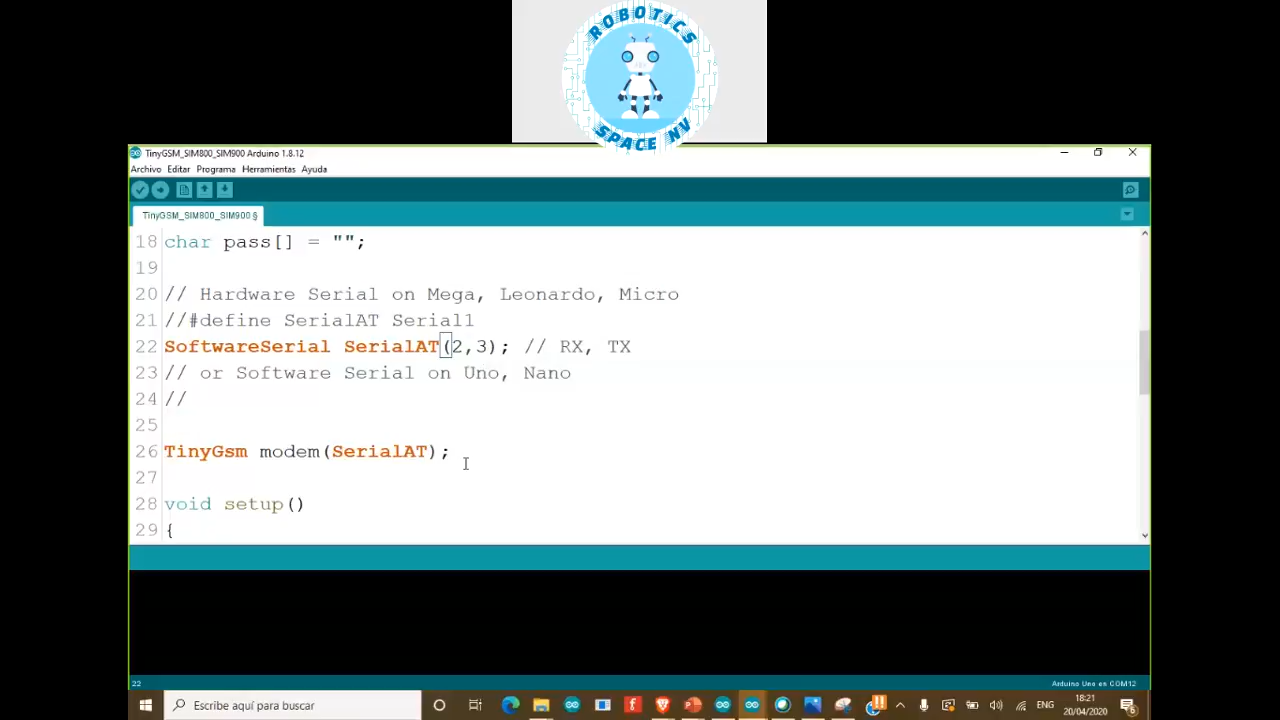 ROBOTICS
SPACE NV
TinyGSM_SIM800_SIM900 Arduino 1.8.12
Archivo Editar Programa Herramientas Ayuda
TinyGSM_SIM800_SIM900 §
18 char pass[] = "";
19
20 // Hardware Serial on Mega, Leonardo, Micro
21 //#define SerialAT Serial1
22 SoftwareSerial SerialAT(2,3); // RX, TX
23 // or Software Serial on Uno, Nano
24 //
25
26 TinyGsm modem(SerialAT);
27
28 void setup()
29 {
22
Arduino Uno en COM12
Escribe aquí para buscar
ENG
18:21
20/04/2020